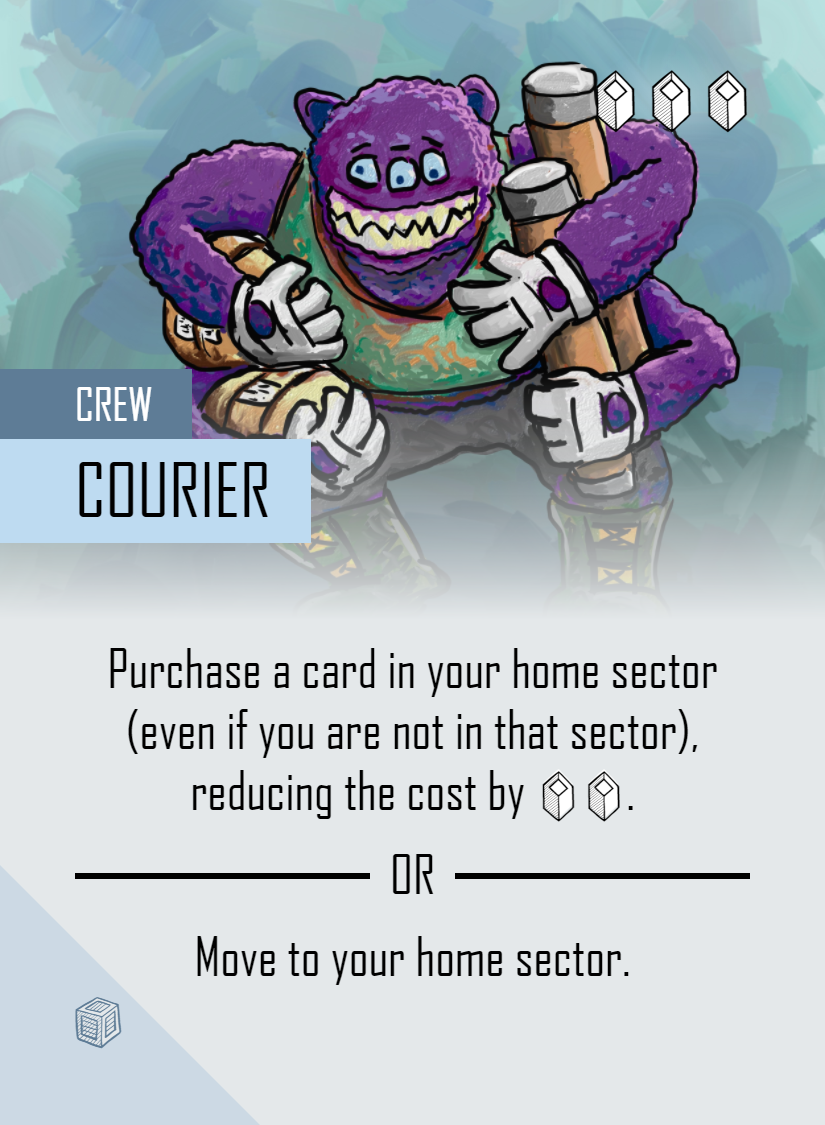 CREW
COURIER
Purchase a card in your home sector
(even if you are not in that sector),
reducing the cost by .
OR
Move to your home sector.